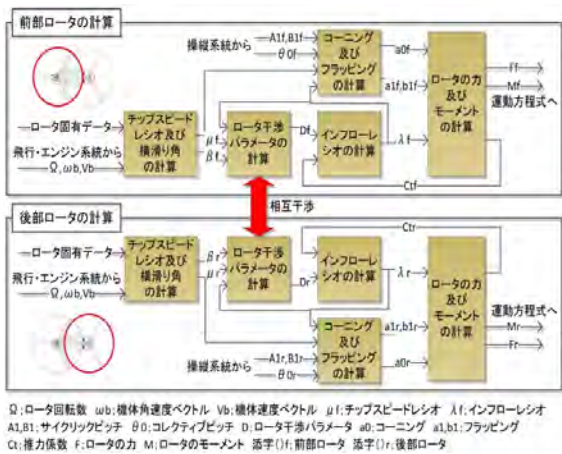 前部ロータの計算
操縦系統から
A1f,B1f
θ0f
コーニング
及び
フラッピング
の計算
a0f
a1f,b1f
ロータの力
及び
モーメント
の計算
Ff
Mf
運動方程式へ
ロータ固有データ
飛行・エンジン系統から
Ω,ωb,Vb
チップスピード
レシオ及び
横滑り角
の計算
μf
βf
ロータ干渉
パラメータの
計算
Df
インフローレ
シオの計算
λf
Ctf
相互干渉
後部ロータの計算
Ctr
ロータ固有データ
飛行・エンジン系統から
Ω,ωb,Vb
チップスピード
レシオ及び
横滑り角
の計算
βr
μr
ロータ干渉
パラメータの
計算
Dr
インフローレ
シオの計算
λr
ロータの力
及び
モーメント
の計算
運動方程式へ
Mr
Fr
操縦系統から
A1r,B1r
θ0r
コーニング
及び
フラッピング
の計算
a1r,b1r
a0r
Ω;ロータ回転数 ωb;機体角速度ベクトル Vb;機体速度ベクトル μf;チップスピードレシオ λf;インフローレシオ
A1,B1;サイクリックピッチ θ0;コレクティブピッチ D;ロータ干渉パラメータ a0;コーニング a1,b1;フラッピング
Ct;推力係数 F;ロータの力 M;ロータのモーメント 添字()f;前部ロータ 添字()r;後部ロータ